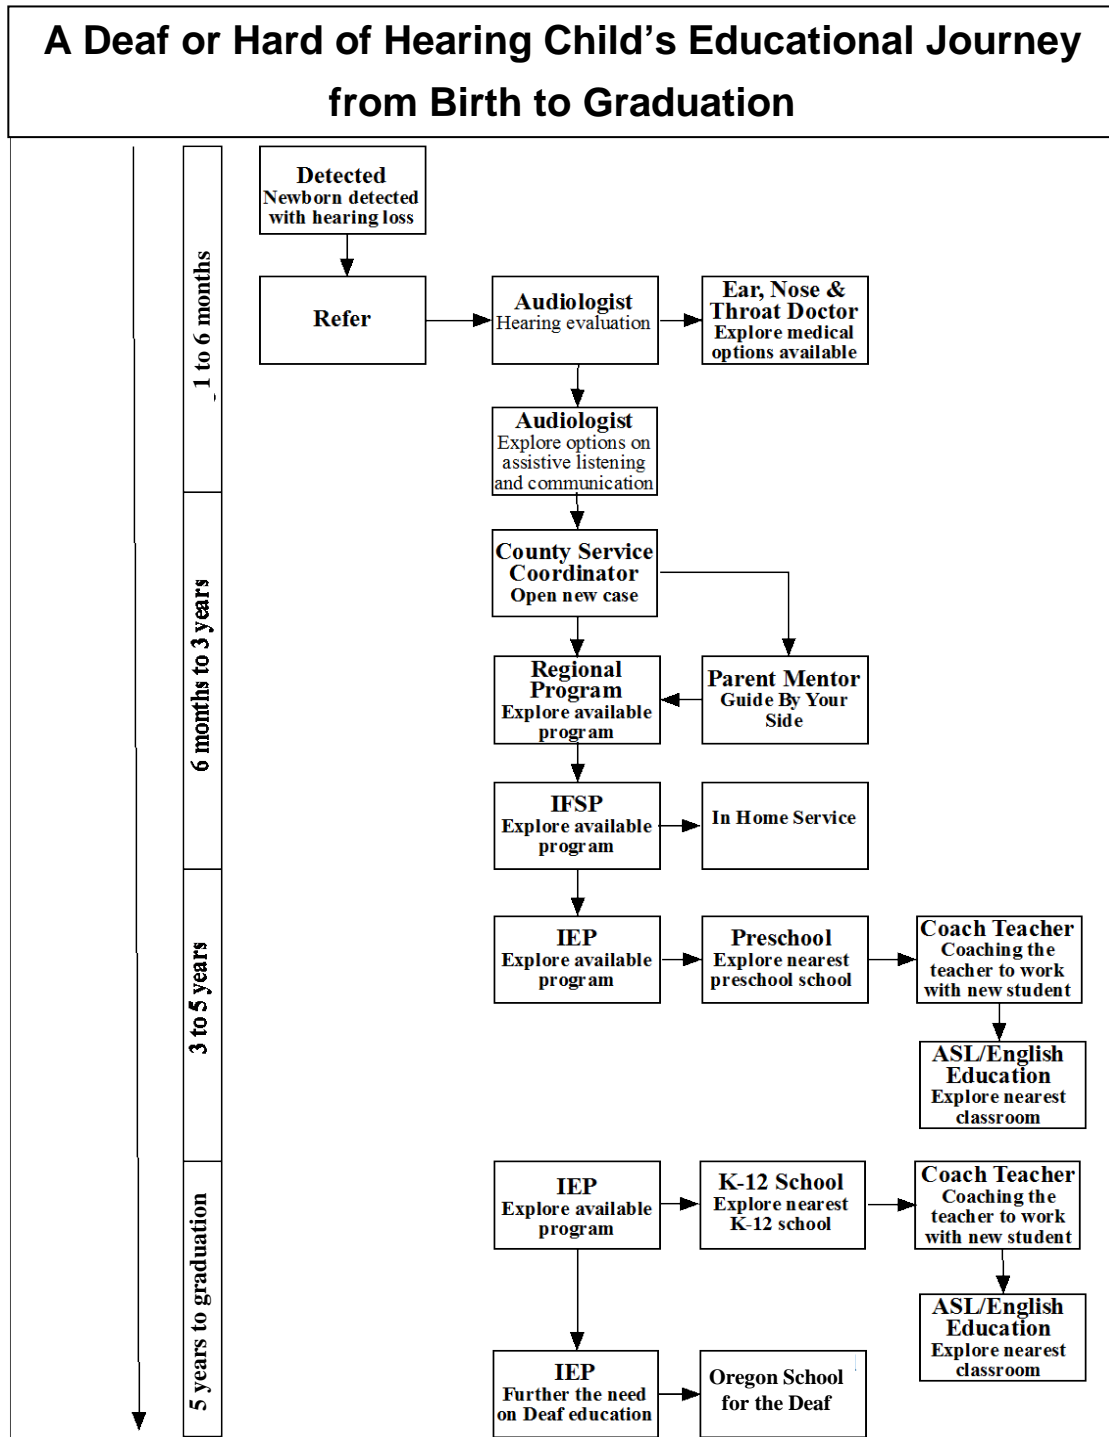 A Deaf or Hard of Hearing Child's Educational Journey
from Birth to Graduation
1 to 6 months
Detected
Newborn detected
with hearing loss
Refer
Audiologist
Hearing evaluation
Ear, Nose &
Throat Doctor
Explore medical
options available
Audiologist
Explore options on
assistive listening
and communication
6 months to 3 years
County Service
Coordinator
Open new case
Regional
Program
Explore available
program
Parent Mentor
Guide By Your
Side
IFSP
Explore available
program
In Home Service
3 to 5 years
IEP
Explore available
program
Preschool
Explore nearest
preschool school
Coach Teacher
Coaching the
teacher to work
with new student
ASL/English
Education
Explore nearest
classroom
5 years to graduation
IEP
Explore available
program
K-12 School
Explore nearest
K-12 school
Coach Teacher
Coaching the
teacher to work
with new student
ASL/English
Education
Explore nearest
classroom
IEP
Further the need
on Deaf education
Oregon School
for the Deaf